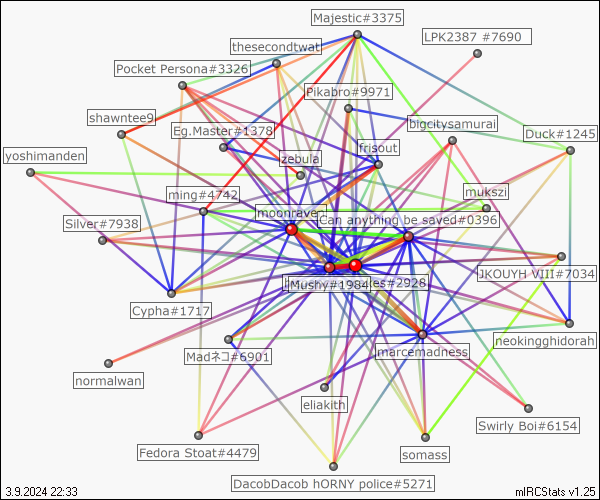 Majestic#3375
LPK2387 #7690
thesecondtwat
Pocket Persona#3326
Pikabro#9971
shawntee9
Eg.Master#1378
bigcitysamurai
Duck#1245
frisout
yoshimanden
zebula
ming#4742
mukszi
moonraven
Can anything be saved#0396
Silver#7938
JKOUYH VIII#7034
Mushy#1984
es#2928
Cypha#1717
neokingghidorah
Madネコ#6901
marcemadness
normalwan
eliakith
Swirly Boi#6154
Fedora Stoat#4479
somass
DacobDacob hORNY police#5271
3.9.2024 22:33
mIRCStats v1.25